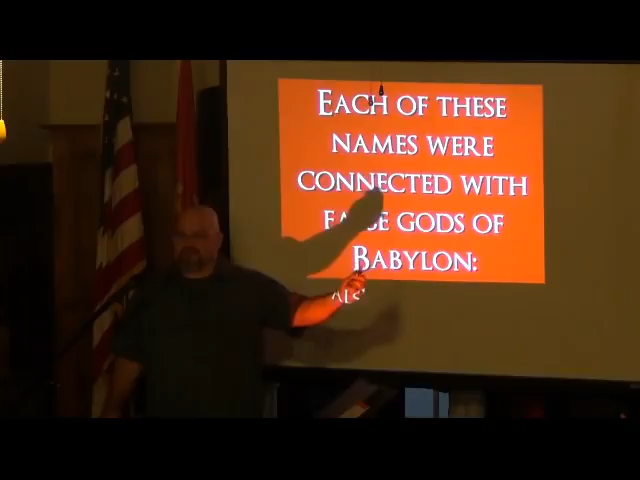 EACH OF THESE
NAMES WERE
CONNECTED WITH
GODS OF
BABYLON: